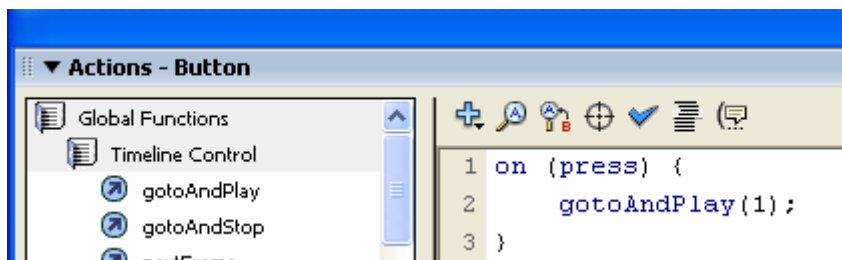 Actions - Button
Global Functions
Timeline Control
gotoAndPlay
gotoAndStop
1 on (press) {
2 gotoAndPlay(1);
3 }